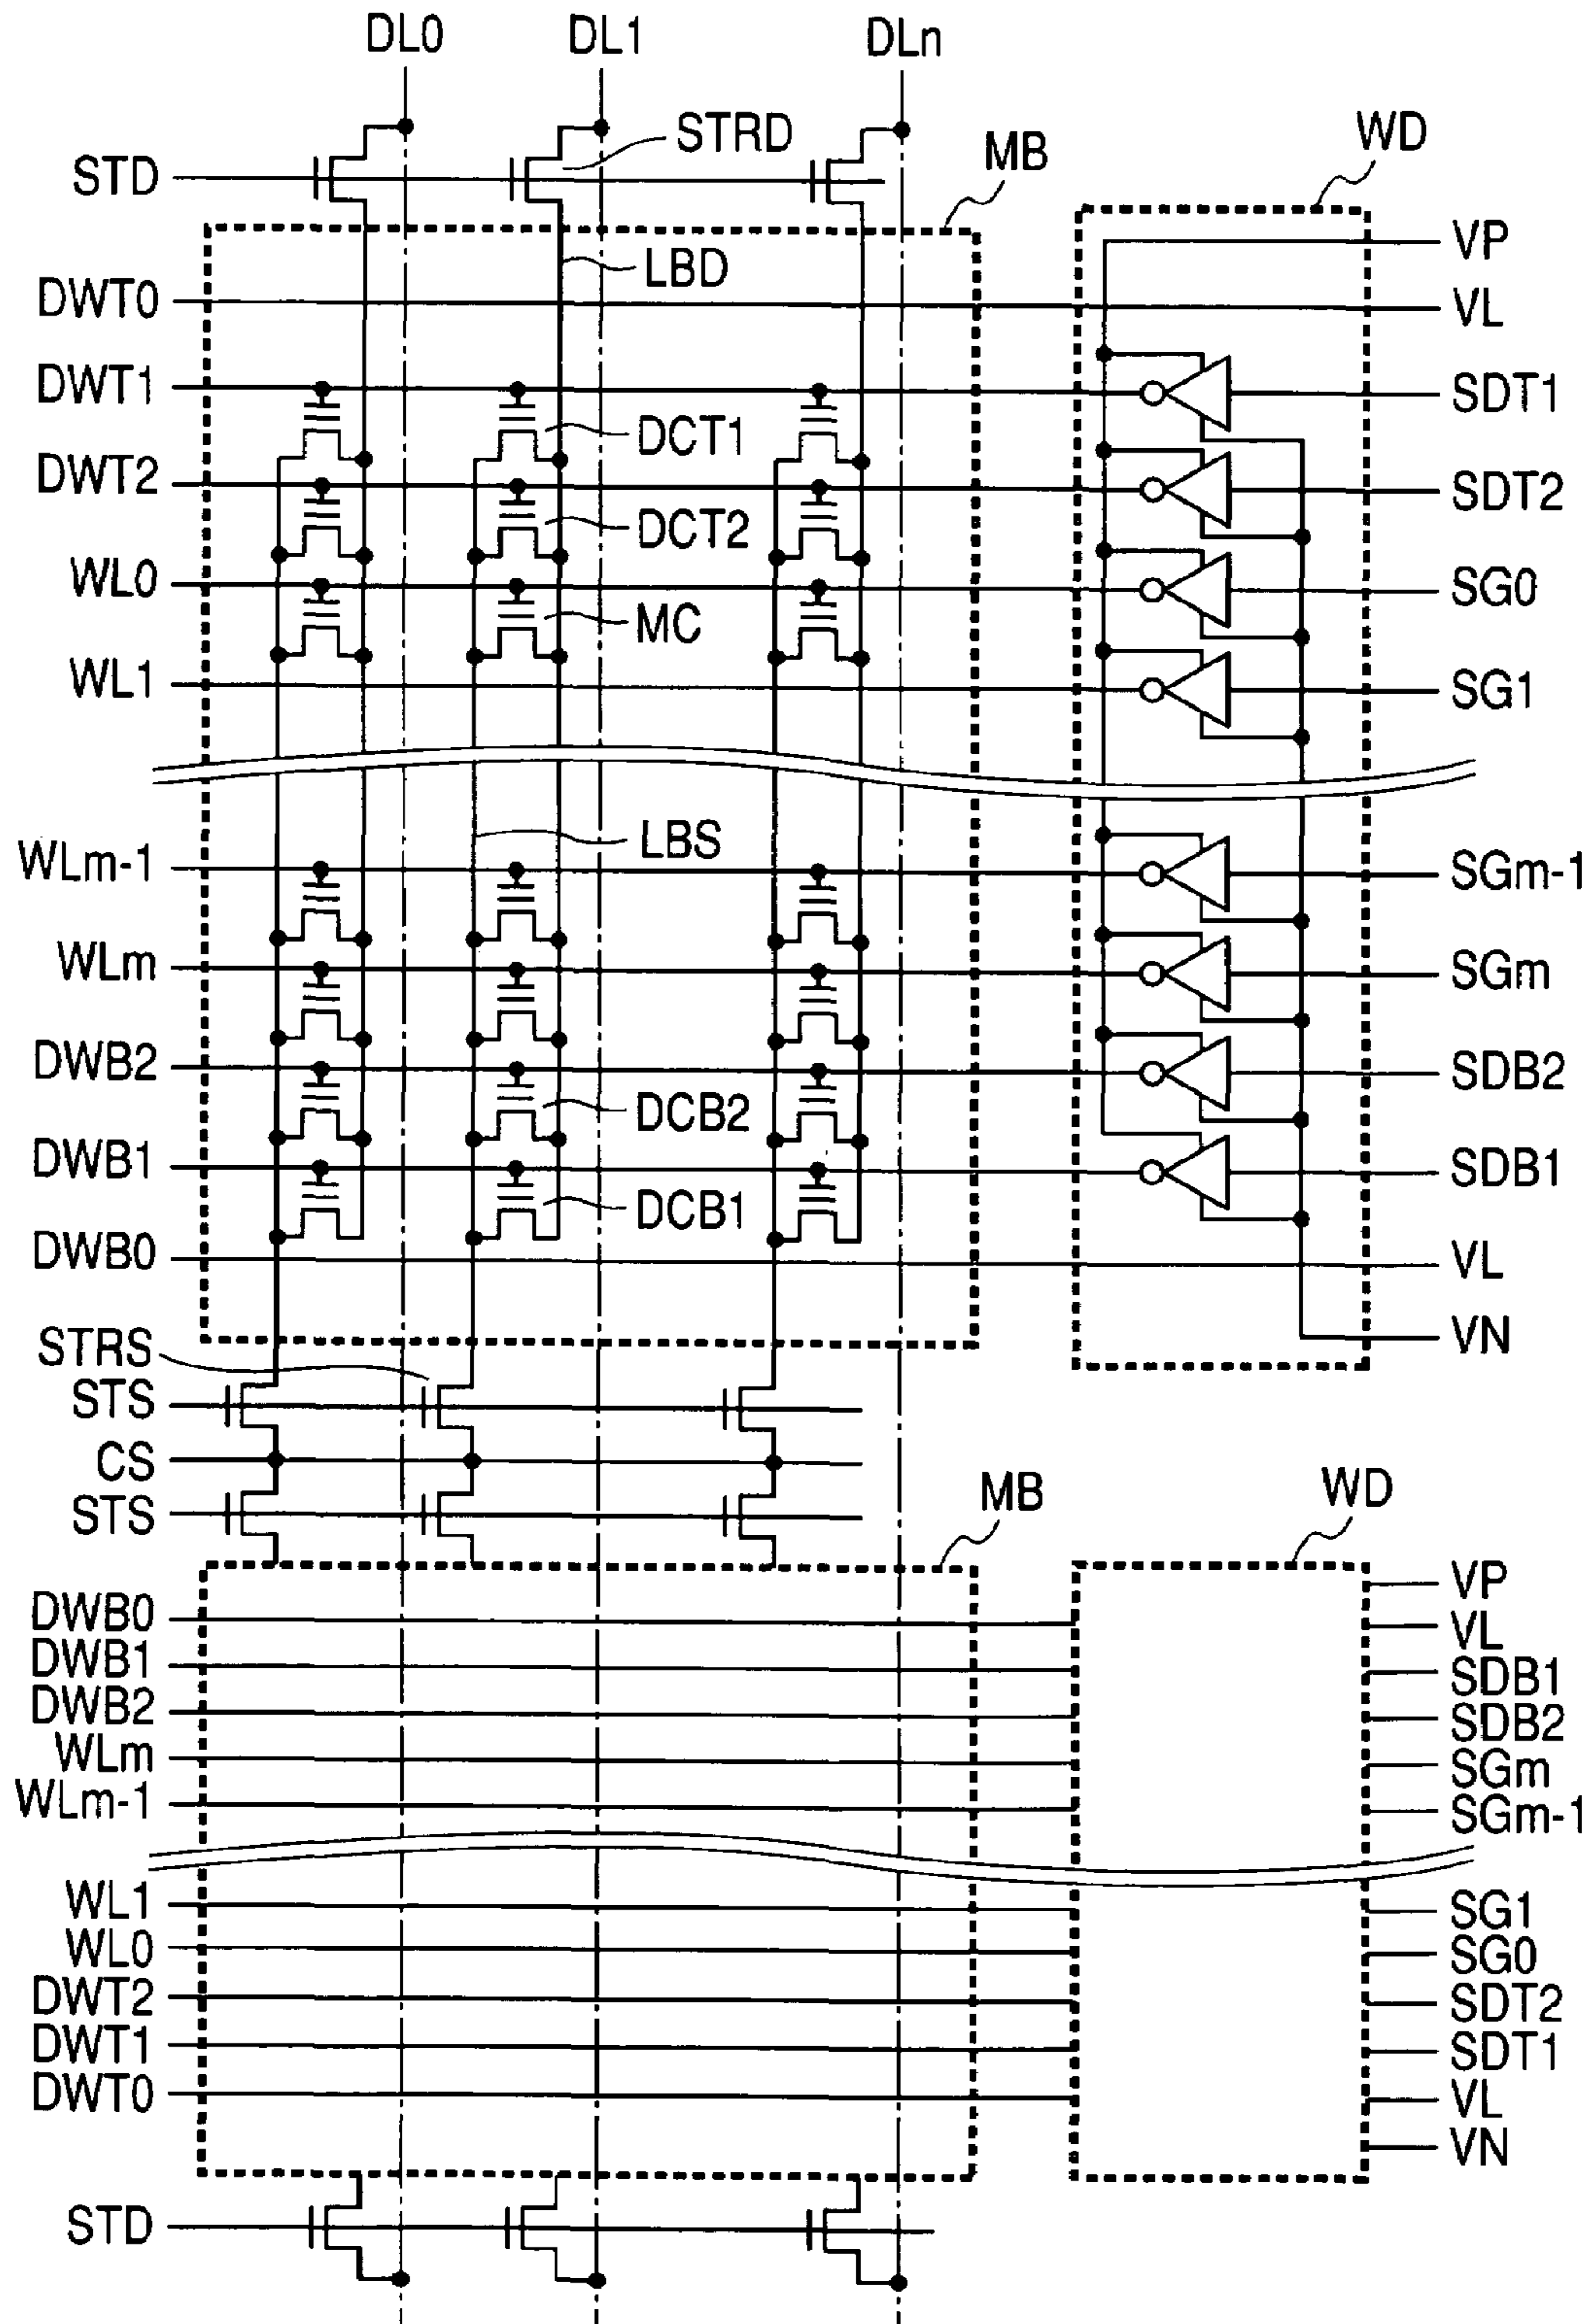 DL0 DL1 DLn
STD STRD MB WD
VP
LBD
DWT0 VL
DWT1 SDT1
DCT1
DWT2 SDT2
DCT2
WL0 SG0
MC
WL1 SG1
LBS
WLm-1 SGm-1
WLm SGm
DWB2 SDB2
DCB2
DWB1 SDB1
DCB1
DWB0 VL
STRS VN
STS
CS
STS MB WD
VP
DWB0 VL
DWB1 SDB1
DWB2 SDB2
WLm SGm
WLm-1 SGm-1
WL1 SG1
WL0 SG0
DWT2 SDT2
DWT1 SDT1
DWT0 VL
VN
STD